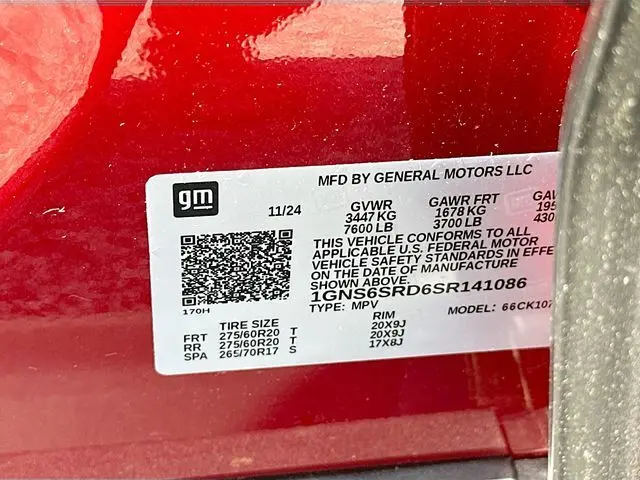 MFD BY GENERAL MOTORS LLC
gm
11/24
GVWR GAWR FRT
3447 KG 1678 KG
7600 LB 3700 LB
THIS VEHICLE CONFORMS TO ALL
APPLICABLE U.S. FEDERAL MOTOR
VEHICLE SAFETY STANDARDS IN EFFE
ON THE DATE OF MANUFACTURE
SHOWN ABOVE.
1GNS6SRD6SR141086
170H
TYPE: MPV MODEL: 66CK107
TIRE SIZE RIM
FRT 275/60R20 T 20X9J
RR 275/60R20 T 20X9J
SPA 265/70R17 S 17X8J